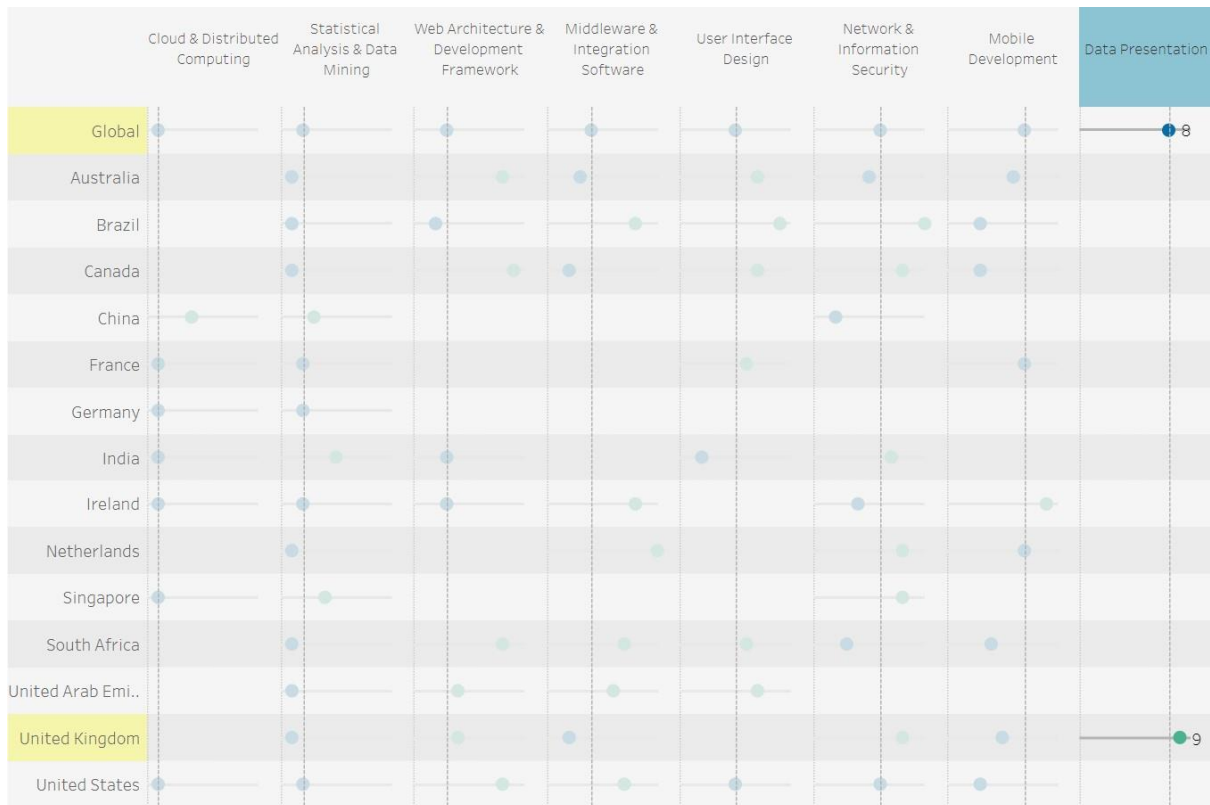 Cloud & Distributed
Computing
Statistical
Analysis & Data
Mining
Web Architecture &
Development
Framework
Middleware &
Integration
Software
User Interface
Design
Network &
Information
Security
Mobile
Development
Data Presentation
Global
8
Australia
Brazil
Canada
China
France
Germany
India
Ireland
Netherlands
Singapore
South Africa
United Arab Emi..
United Kingdom
9
United States